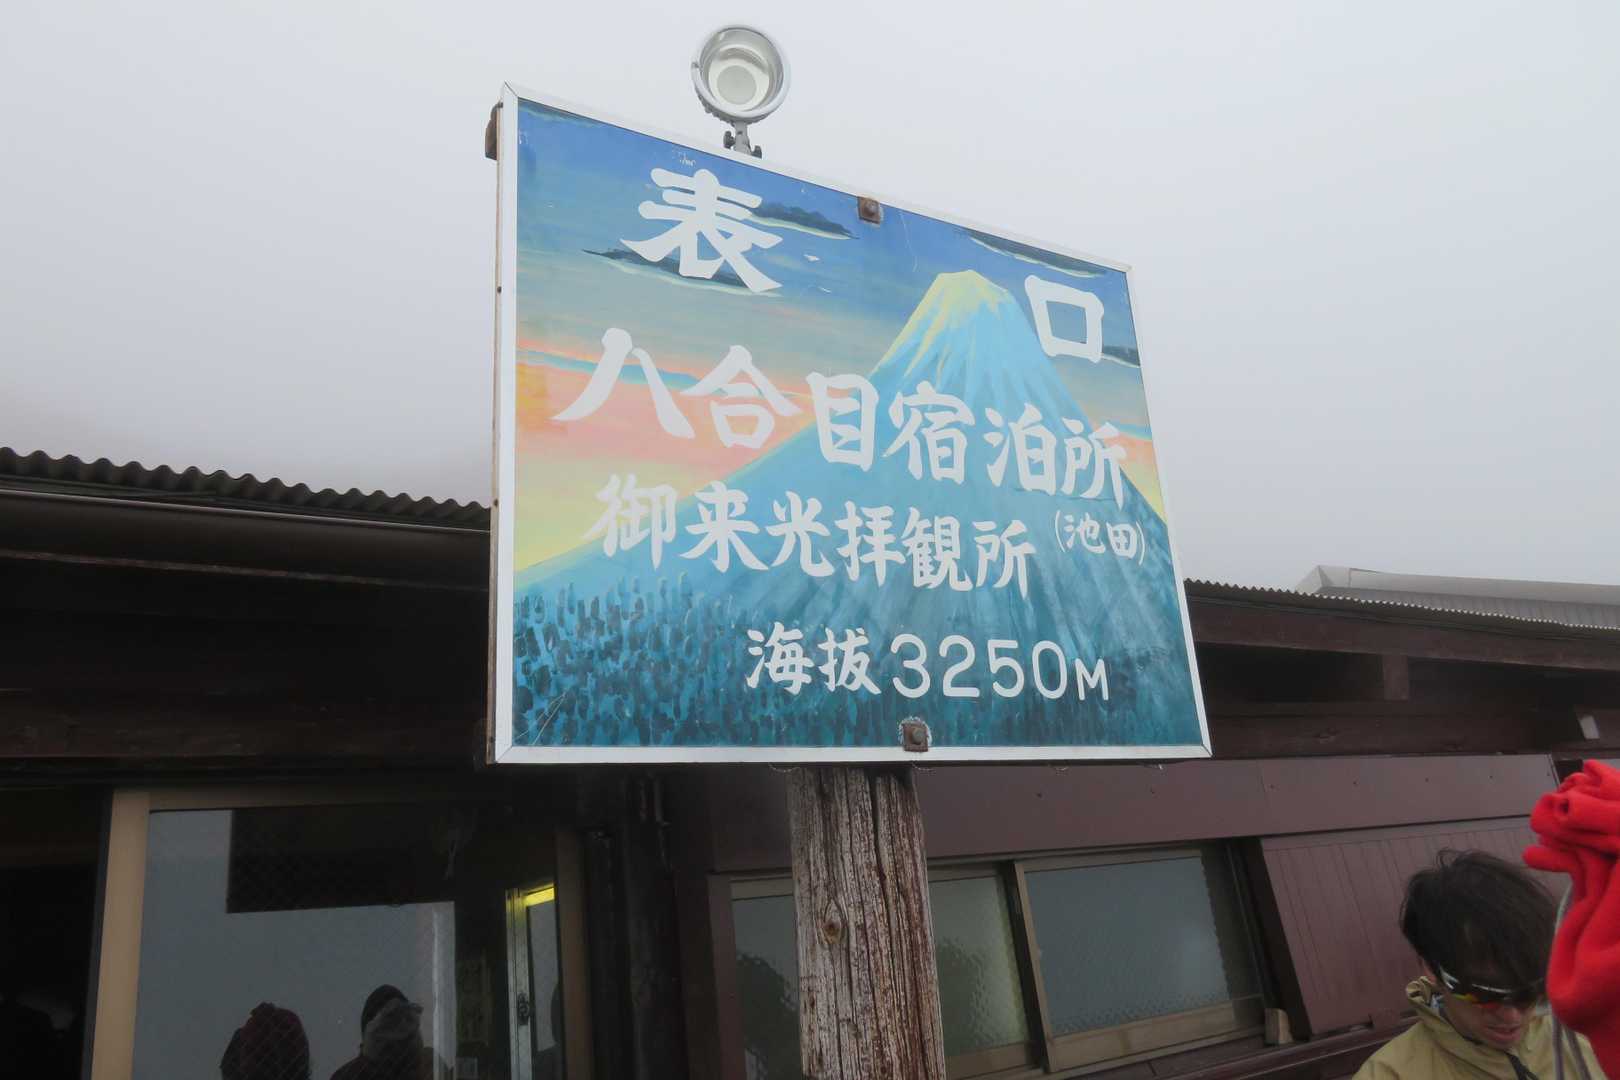 表口
八合目宿泊所
(池田)
御来光拝観所
海抜3250M